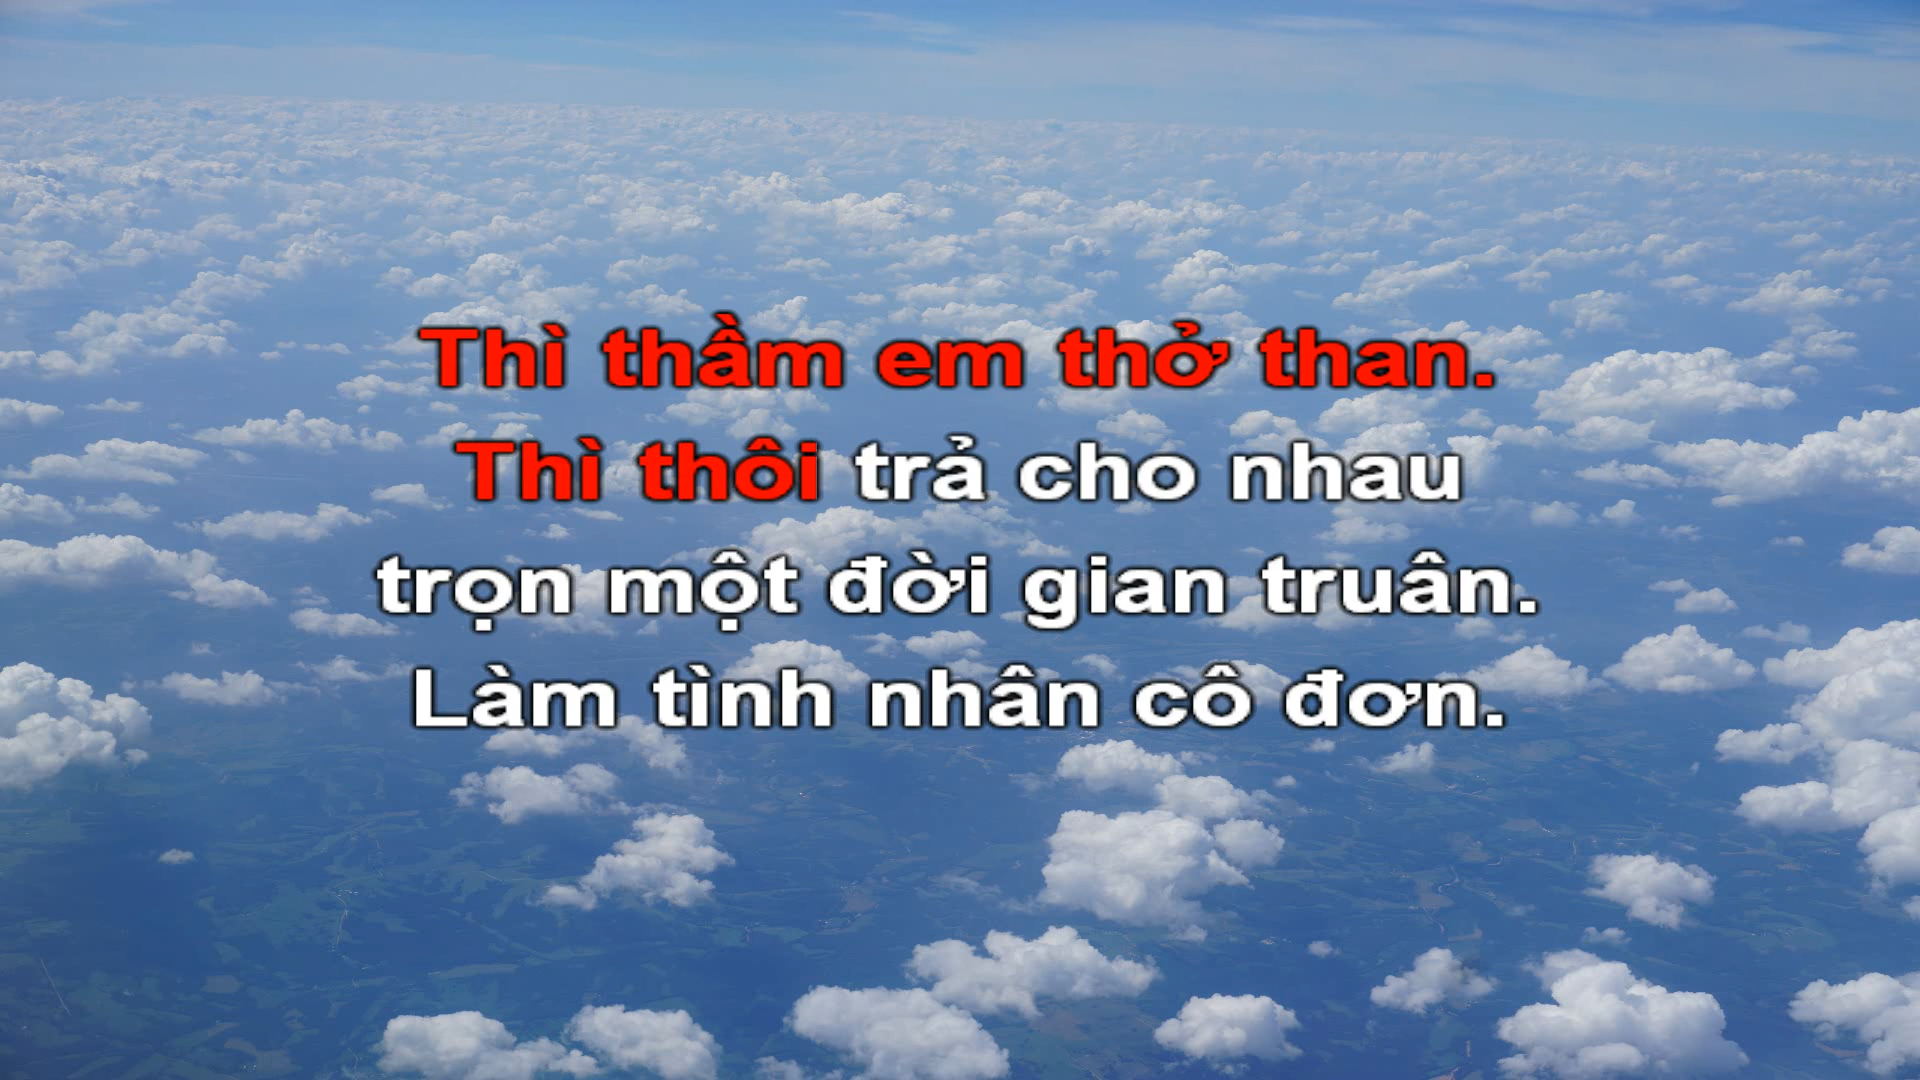 Thì thầm em thở than.
Thì thôi trả cho nhau
trọn một đời gian truân.
Làm tình nhân cô đơn.